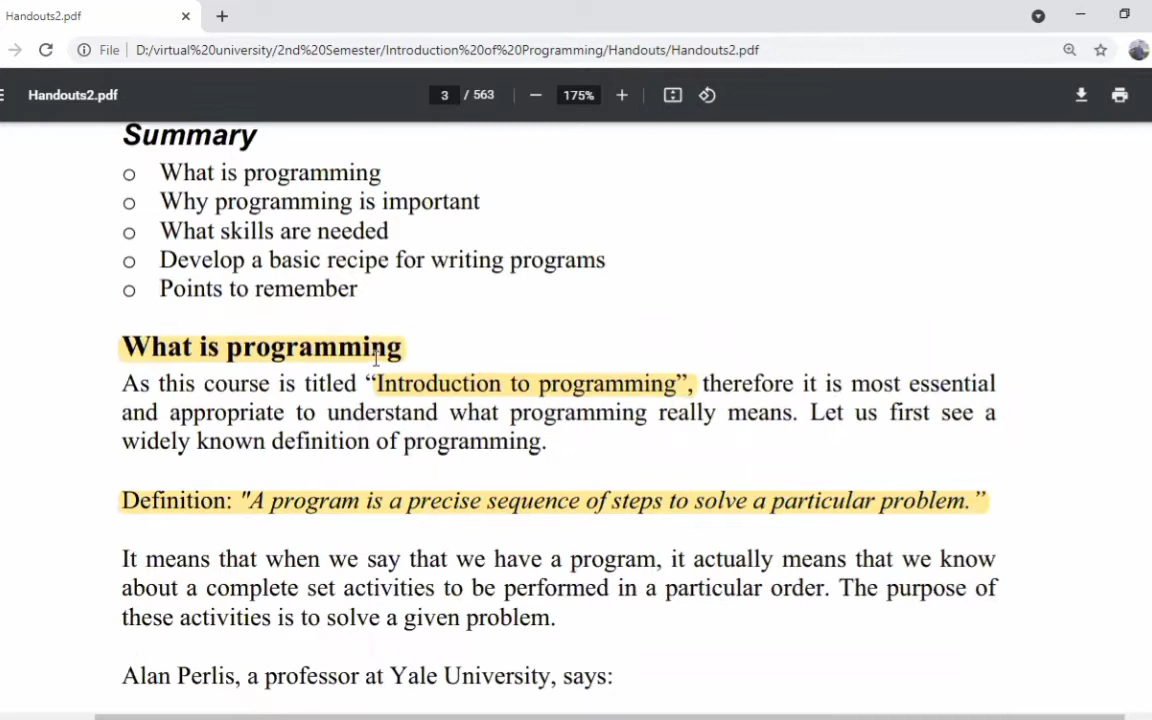 Handouts2.pdf
File D:/virtual%20university/2nd%20Semester/Introduction%20of%20Programming/Handouts/Handouts2.pdf
Handouts2.pdf 3 / 563 175%
Summary
o What is programming
o Why programming is important
o What skills are needed
o Develop a basic recipe for writing programs
o Points to remember
What is programming
As this course is titled “Introduction to programming”, therefore it is most essential
and appropriate to understand what programming really means. Let us first see a
widely known definition of programming.
Definition: "A program is a precise sequence of steps to solve a particular problem.”
It means that when we say that we have a program, it actually means that we know
about a complete set activities to be performed in a particular order. The purpose of
these activities is to solve a given problem.
Alan Perlis, a professor at Yale University, says: